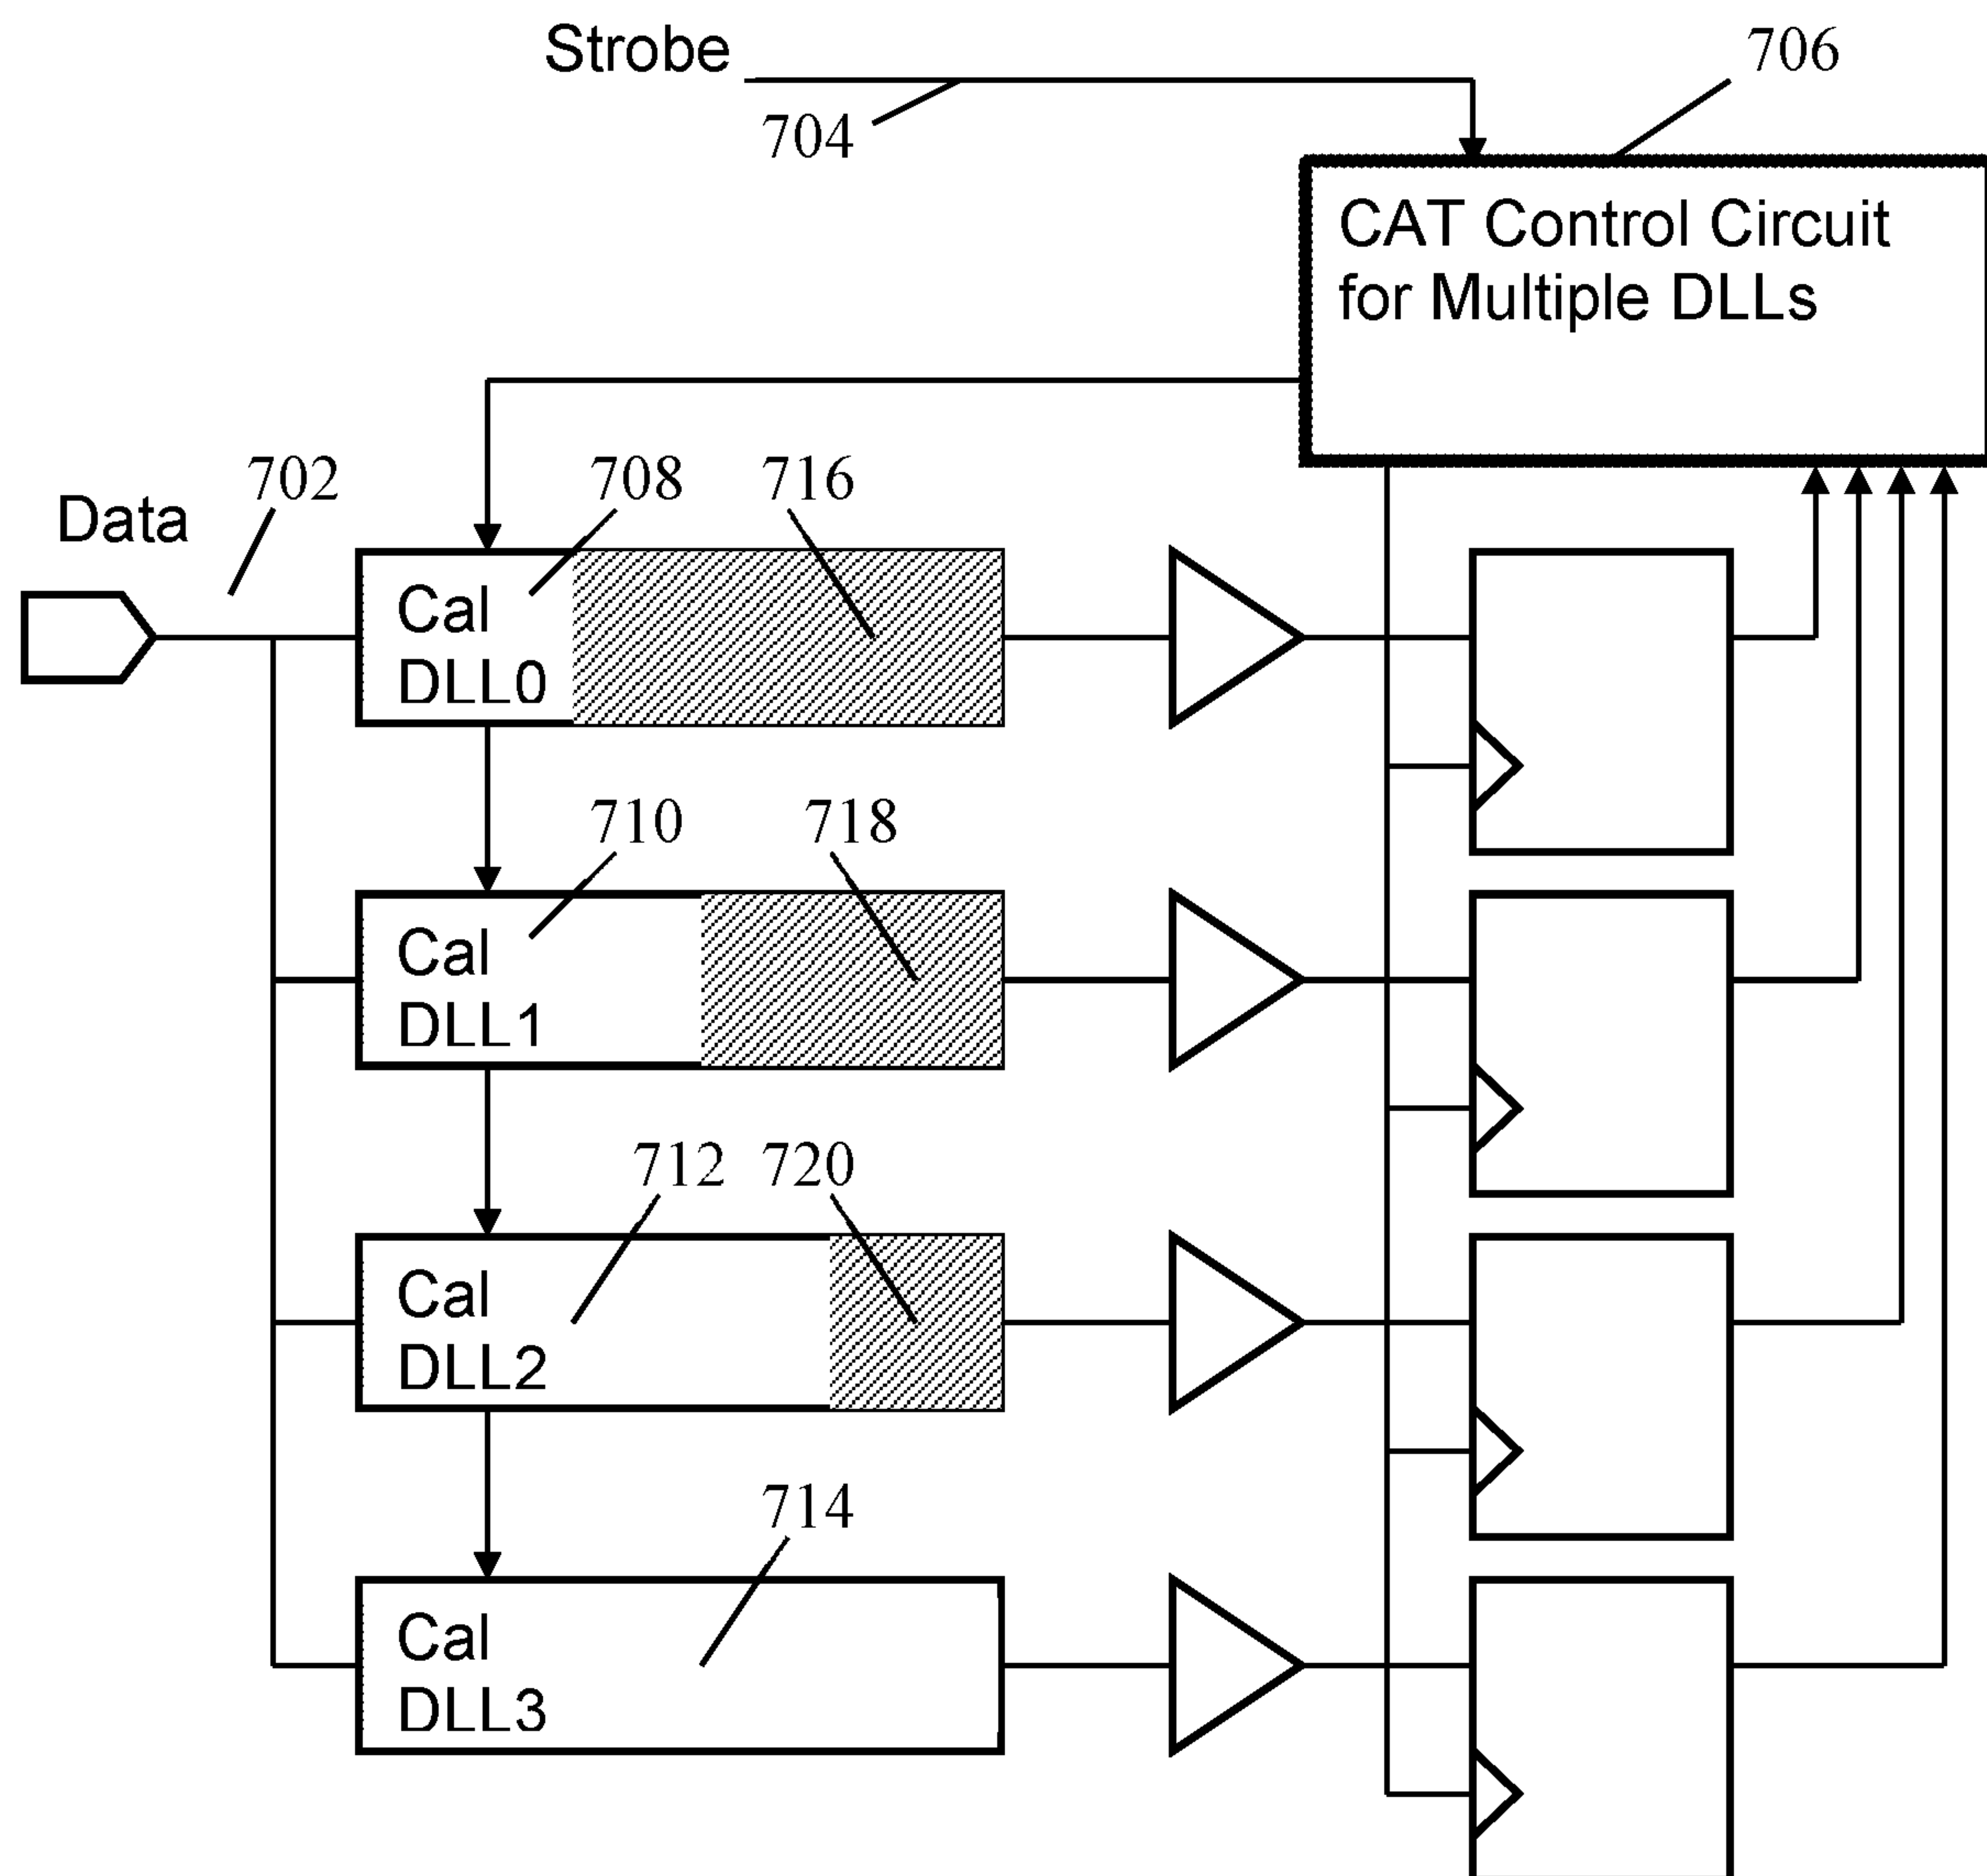 Strobe
706
704
CAT Control Circuit
for Multiple DLLs
702
708
716
Data
Cal
DLL0
710
718
Cal
DLL1
712
720
Cal
DLL2
714
Cal
DLL3